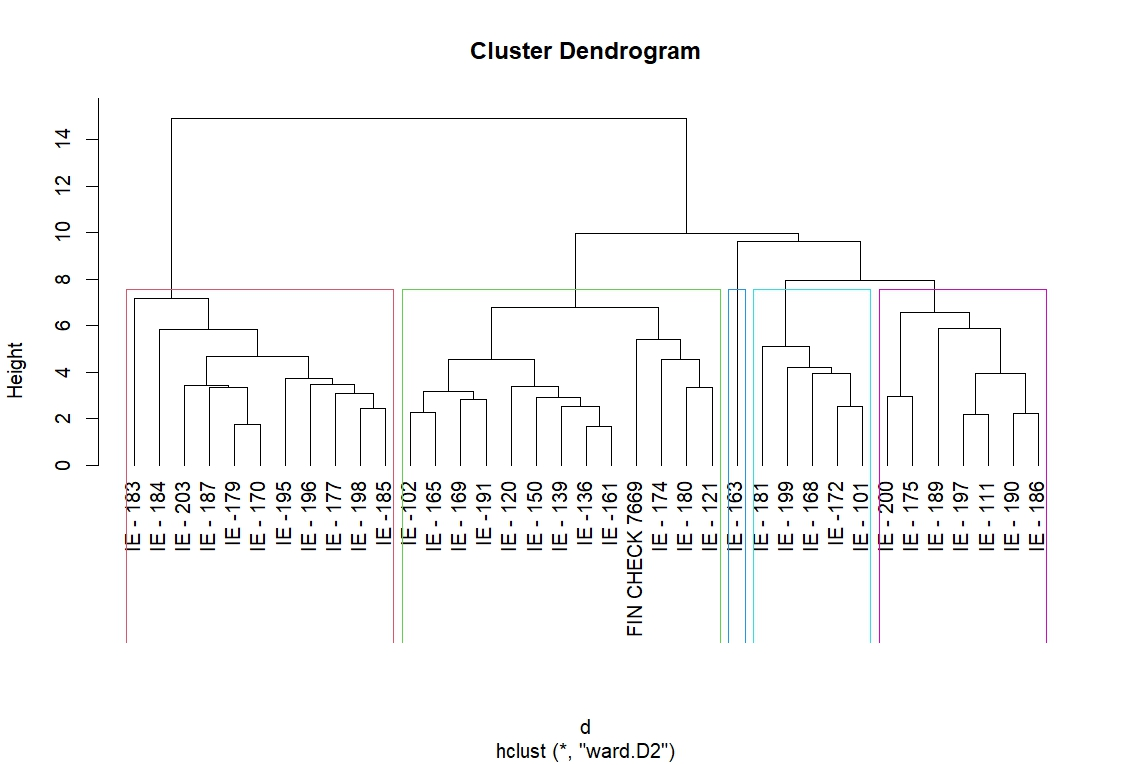 Cluster Dendrogram
Height
14
12
10
8
6
4
2
0
IE - 183
IE - 184
IE - 203
IE - 187
IE -179
IE - 170
IE -195
IE - 196
IE - 177
IE - 198
IE -185
IE -102
IE - 165
IE - 169
IE -191
IE - 120
IE - 150
IE - 139
IE -136
IE -161
FIN CHECK 7669
IE - 174
IE - 180
IE - 121
IE - 163
IE - 181
IE - 199
IE - 168
IE -172
IE - 101
IE - 200
IE - 175
IE - 189
IE - 197
IE - 111
IE - 190
IE - 186
d
hclust (*, "ward.D2")